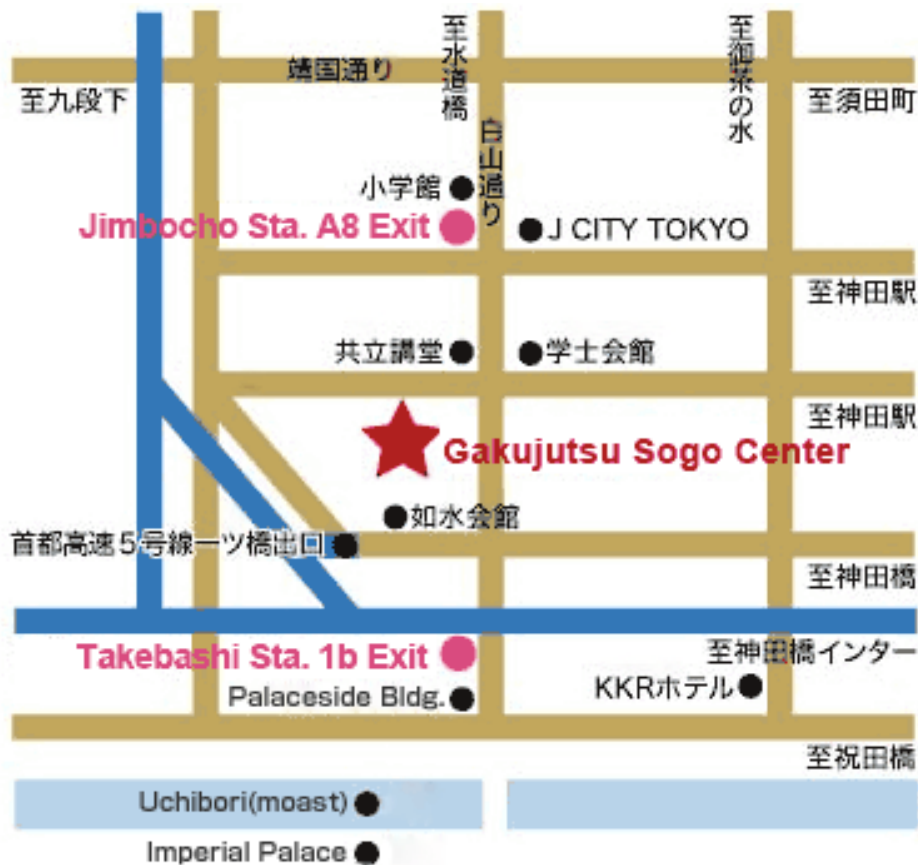 至水道橋
至御茶の水
靖国通り
至九段下
至須田町
白山通り
小学館
Jimbocho Sta. A8 Exit
J CITY TOKYO
至神田駅
共立講堂
学士会館
至神田駅
Gakujutsu Sogo Center
如水会館
首都高速5号線一ツ橋出口
至神田橋
Takebashi Sta. 1b Exit
至神田橋インター
Palaceside Bldg.
KKRホテル
至祝田橋
Uchibori(moast)
Imperial Palace